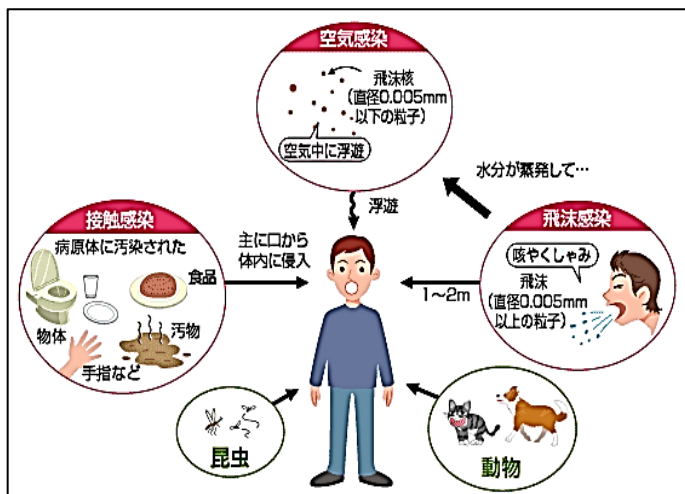 空気感染
飛沫核
(直径0.005mm
以下の粒子)
空気中に浮遊
水分が蒸発して…
浮遊
接触感染
病原体に汚染された
食品
物体
汚物
手指など
主に口から
体内に侵入
飛沫感染
咳やくしゃみ
飛沫
(直径0.005mm
以上の粒子)
1～2m
昆虫
動物